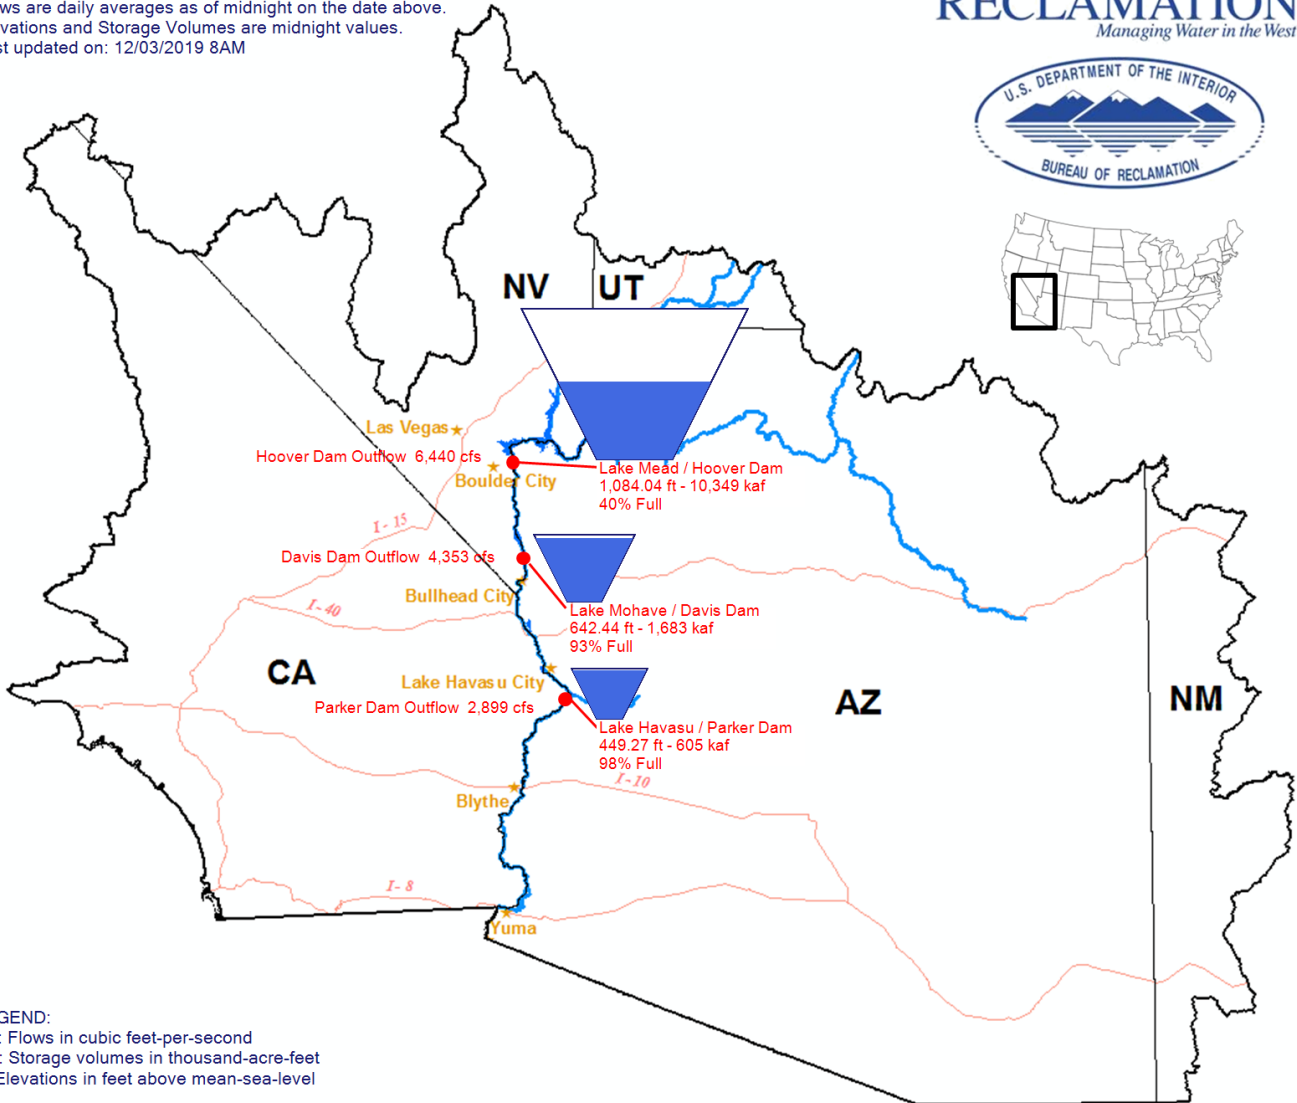 ws are daily averages as of midnight on the date above.
vations and Storage Volumes are midnight values.
t updated on: 12/03/2019 8AM
RECLAMATION
Managing Water in the West
U.S. DEPARTMENT OF THE INTERIOR
BUREAU OF RECLAMATION
NV
UT
Las Vegas
Hoover Dam Outflow 6,440 cfs
Boulder City
Lake Mead / Hoover Dam
1,084.04 ft - 10,349 kaf
40% Full
I - 15
Davis Dam Outflow 4,353 cfs
Bullhead City
I - 40
Lake Mohave / Davis Dam
642.44 ft - 1,683 kaf
93% Full
CA
Lake Havasu City
Parker Dam Outflow 2,899 cfs
AZ
NM
Lake Havasu / Parker Dam
449.27 ft - 605 kaf
98% Full
I - 10
Blythe
I - 8
Yuma
GEND:
: Flows in cubic feet-per-second
: Storage volumes in thousand-acre-feet
Elevations in feet above mean-sea-level